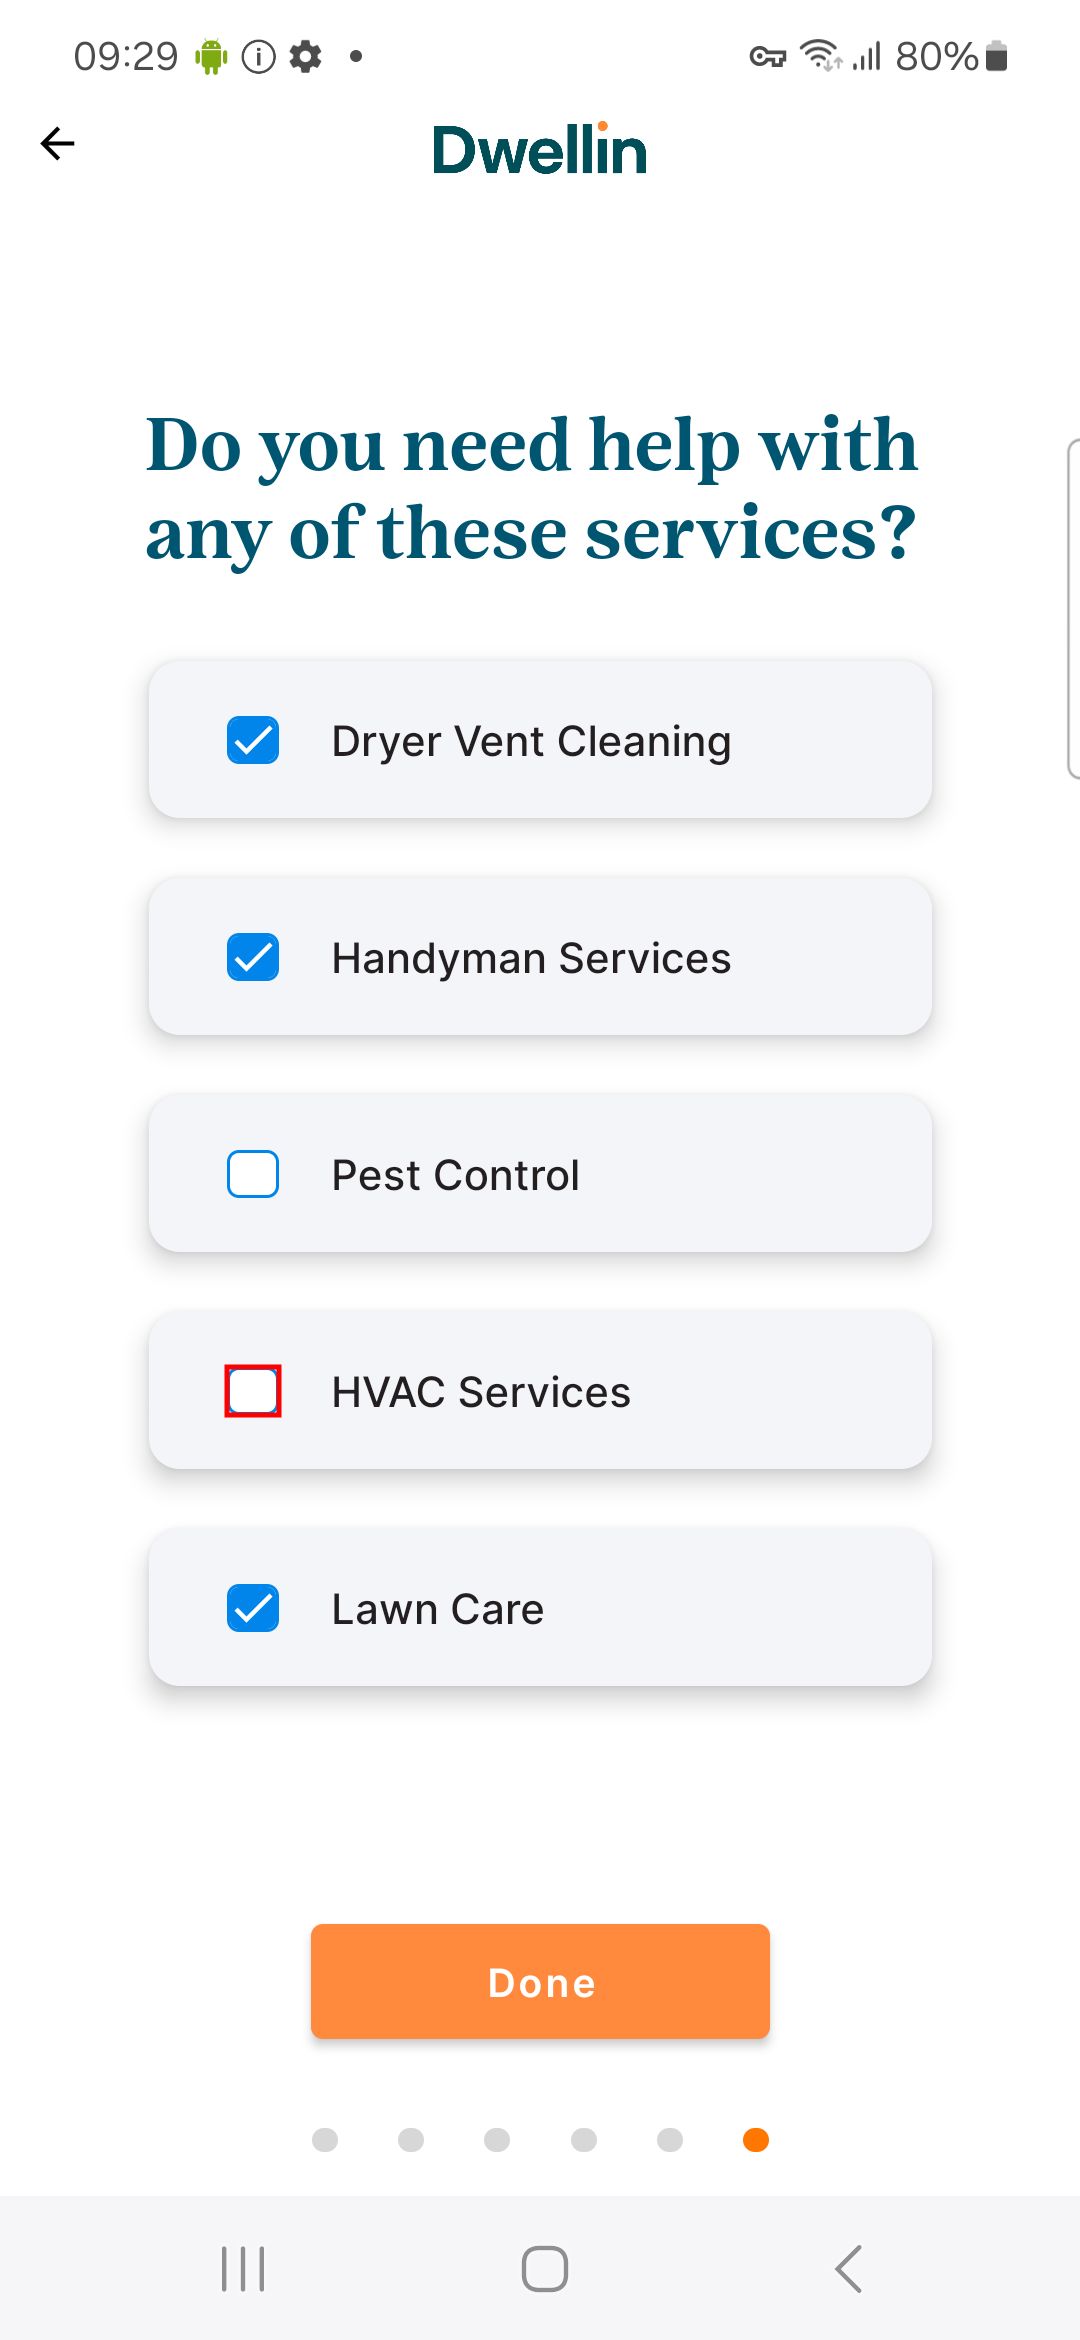 09:29
80%
Dwellin
Do you need help with
any of these services?
Dryer Vent Cleaning
Handyman Services
Pest Control
HVAC Services
Lawn Care
Done